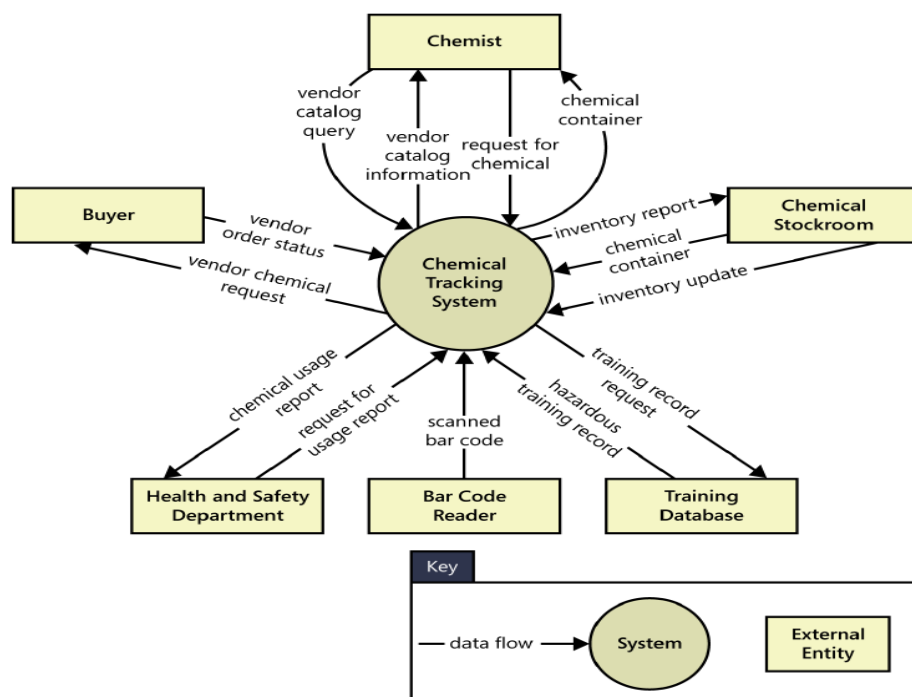 Chemist
vendor
catalog
query
vendor
catalog
information
request for
chemical
chemical
container
Buyer
vendor
order status
vendor chemical
request
Chemical
Tracking
System
inventory report
chemical
container
inventory update
Chemical
Stockroom
chemical usage
report
request for
usage report
scanned
bar code
hazardous
training record
training record
request
Health and Safety
Department
Bar Code
Reader
Training
Database
Key
data flow
System
External
Entity